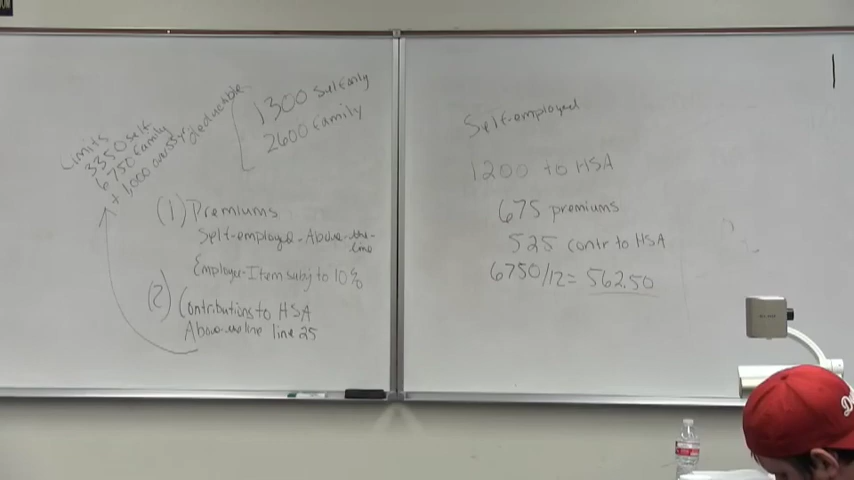 Limits
3350 self
6750 family
+ 1,000 over 55
deductible
1300 self only
2600 family
(1) Premiums
Self-employed - Above-the-
line
Employee - Item subj to 10%
(2) Contributions to HSA
Above-the-line line 25
Self-employed
1200 to HSA
675 premiums
525 contr to HSA
6750/12= 562.50